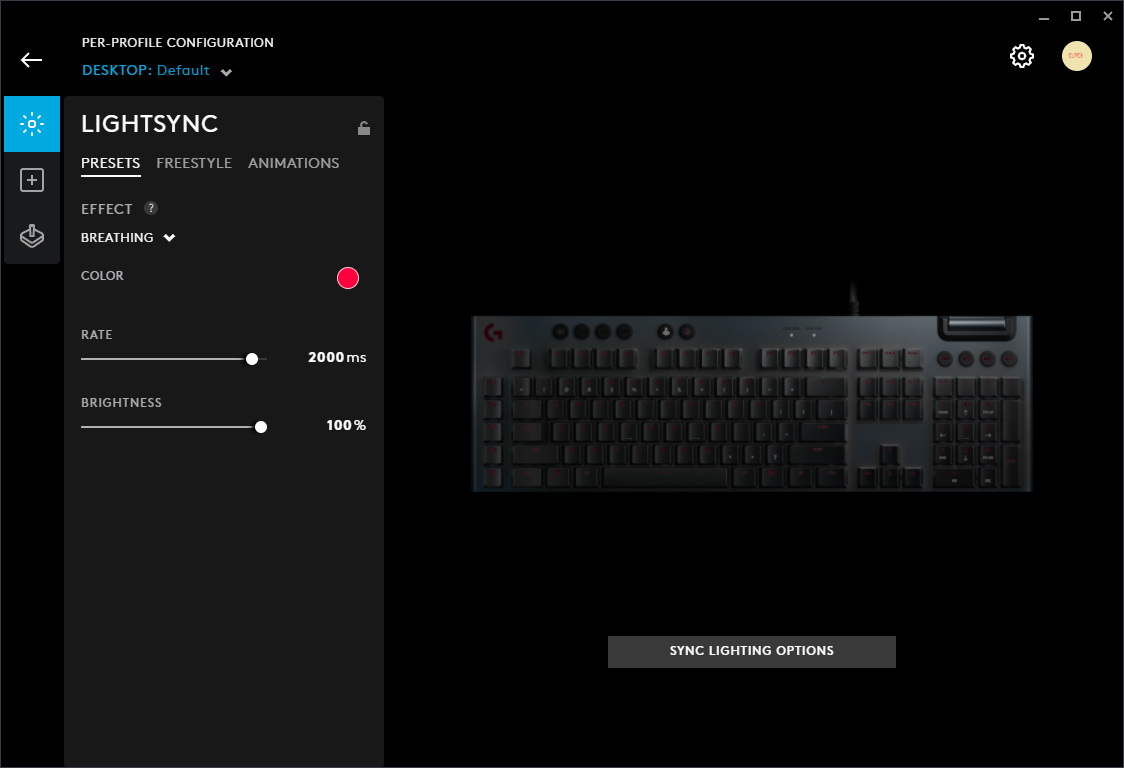 PER-PROFILE CONFIGURATION
DESKTOP: Default
LIGHTSYNC
PRESETS FREESTYLE ANIMATIONS
EFFECT ?
BREATHING
COLOR
RATE
2000 ms
BRIGHTNESS
100 %
SYNC LIGHTING OPTIONS